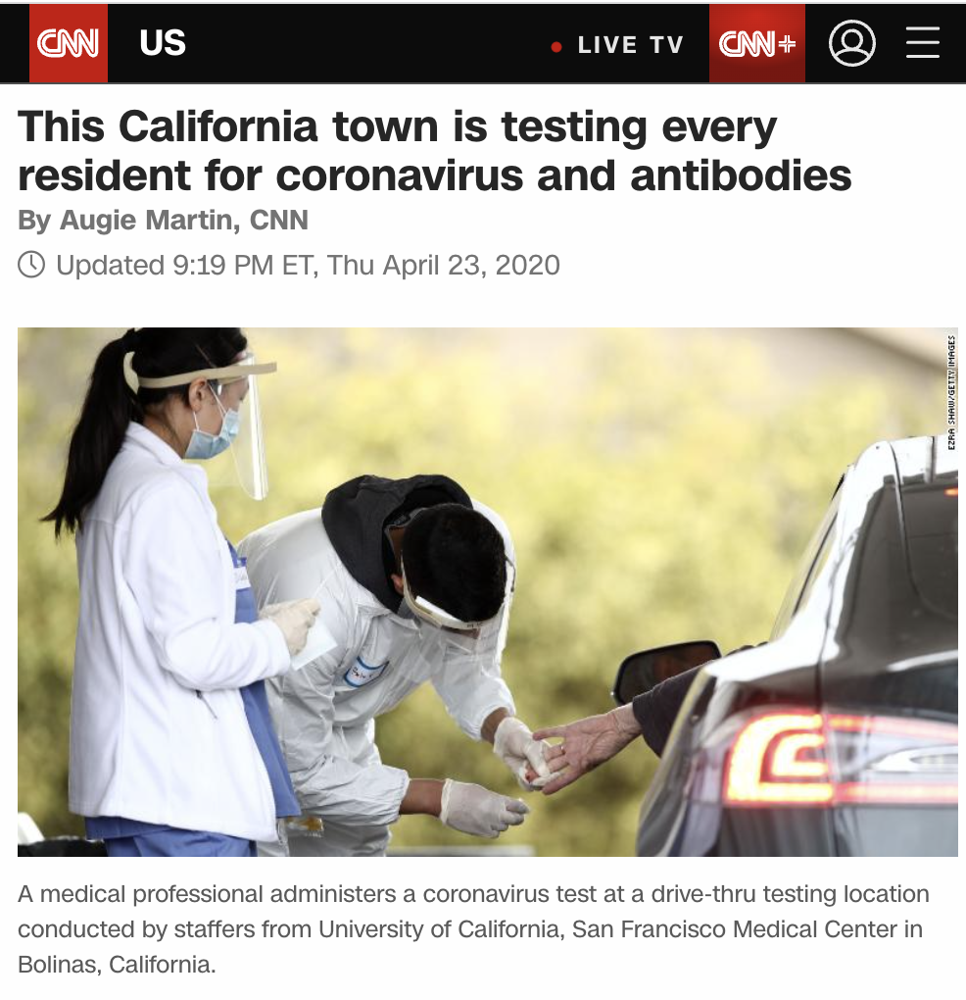 CNN US LIVE TV CNN+
This California town is testing every
resident for coronavirus and antibodies
By Augie Martin, CNN
Updated 9:19 PM ET, Thu April 23, 2020
EZRA SHAW/GETTY IMAGES
A medical professional administers a coronavirus test at a drive-thru testing location
conducted by staffers from University of California, San Francisco Medical Center in
Bolinas, California.